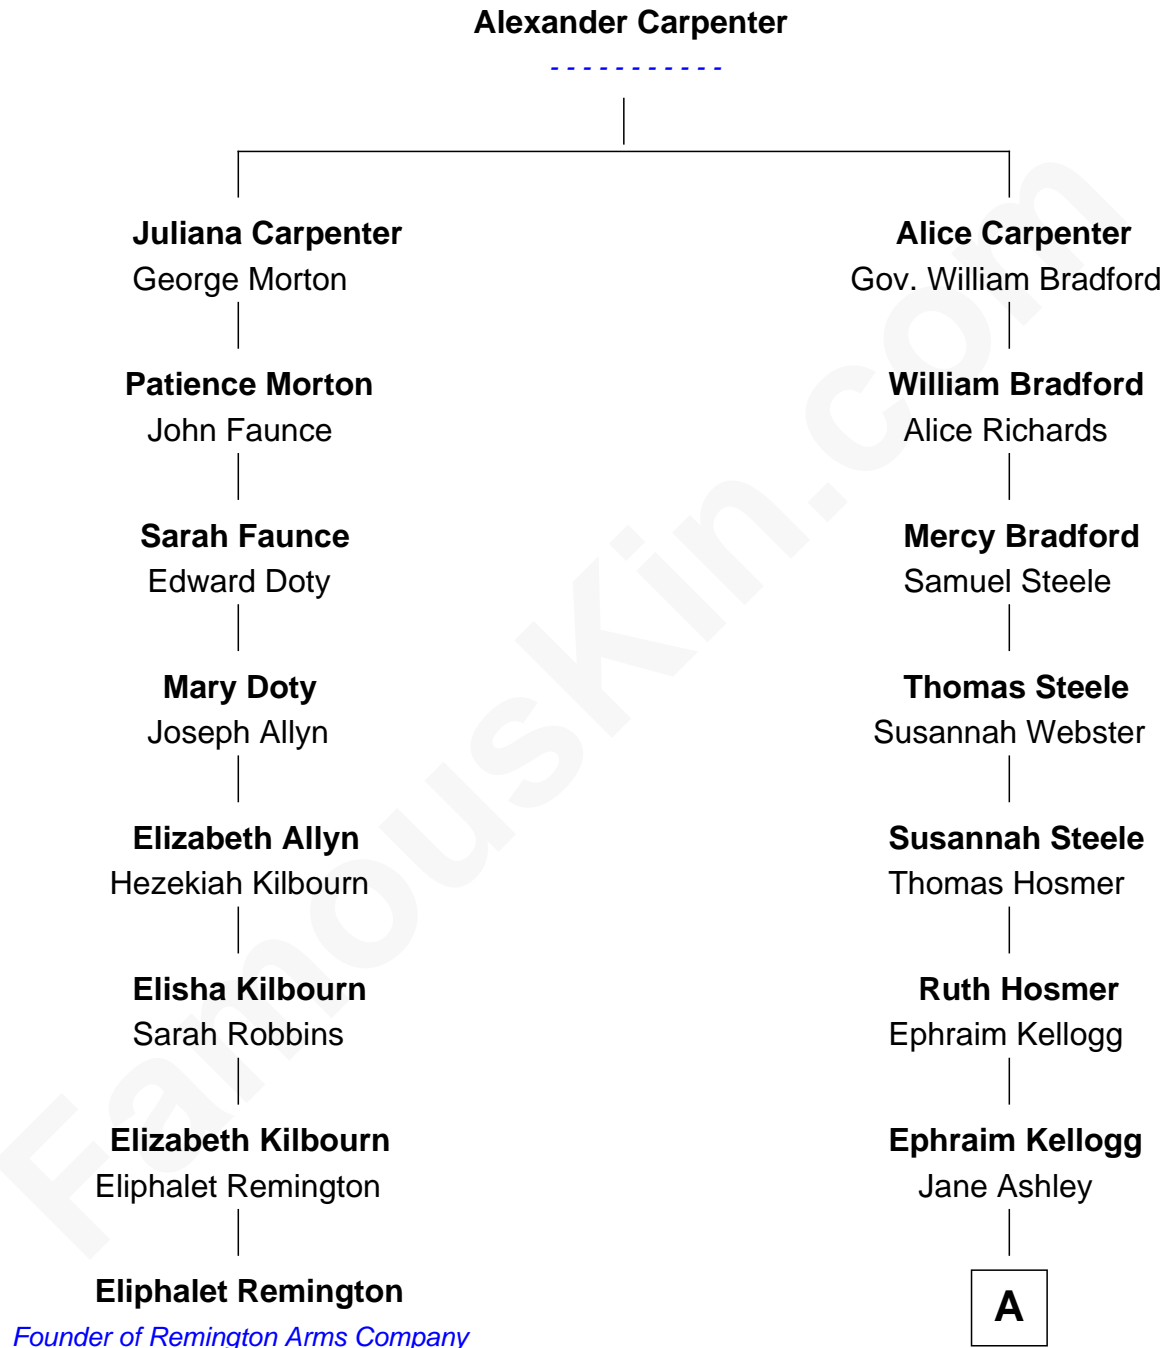 Alexander Carpenter
- - - - - - - - - - -
Juliana Carpenter
George Morton
Alice Carpenter
Gov. William Bradford
Patience Morton
John Faunce
William Bradford
Alice Richards
Sarah Faunce
Edward Doty
Mercy Bradford
Samuel Steele
Mary Doty
Joseph Allyn
Thomas Steele
Susannah Webster
Elizabeth Allyn
Hezekiah Kilbourn
Susannah Steele
Thomas Hosmer
Elisha Kilbourn
Sarah Robbins
Ruth Hosmer
Ephraim Kellogg
Elizabeth Kilbourn
Eliphalet Remington
Ephraim Kellogg
Jane Ashley
Eliphalet Remington
Founder of Remington Arms Company
A
FamousKin.com